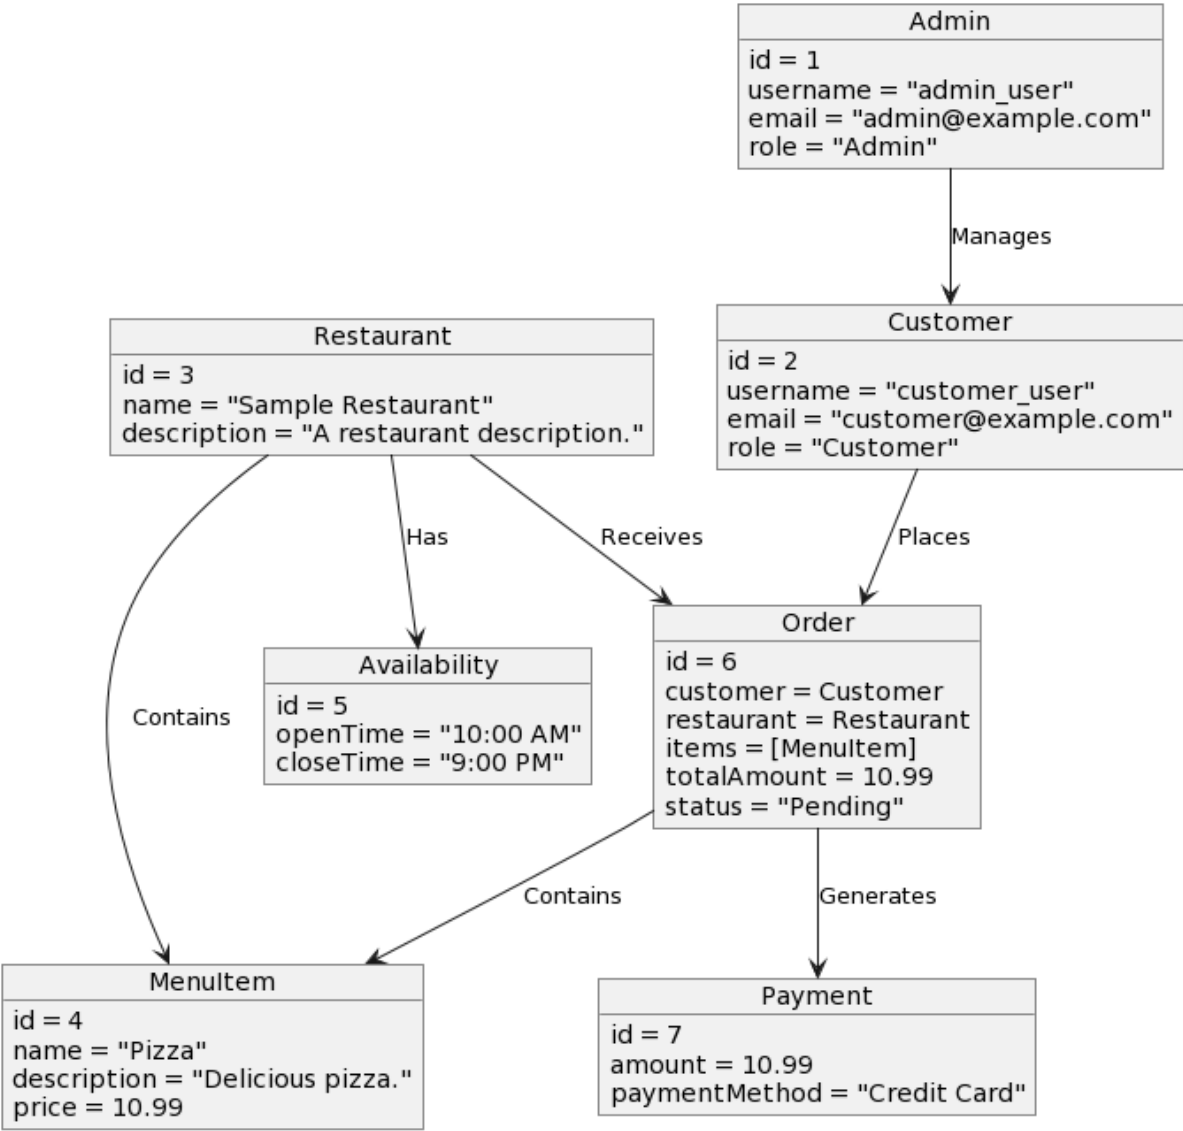 Admin
id = 1
username = "admin_user"
email = "admin@example.com"
role = "Admin"
Manages
Restaurant
id = 3
name = "Sample Restaurant"
description = "A restaurant description."
Customer
id = 2
username = "customer_user"
email = "customer@example.com"
role = "Customer"
Has
Receives
Places
Contains
Availability
id = 5
openTime = "10:00 AM"
closeTime = "9:00 PM"
Order
id = 6
customer = Customer
restaurant = Restaurant
items = [MenuItem]
totalAmount = 10.99
status = "Pending"
Contains
Generates
MenuItem
id = 4
name = "Pizza"
description = "Delicious pizza."
price = 10.99
Payment
id = 7
amount = 10.99
paymentMethod = "Credit Card"